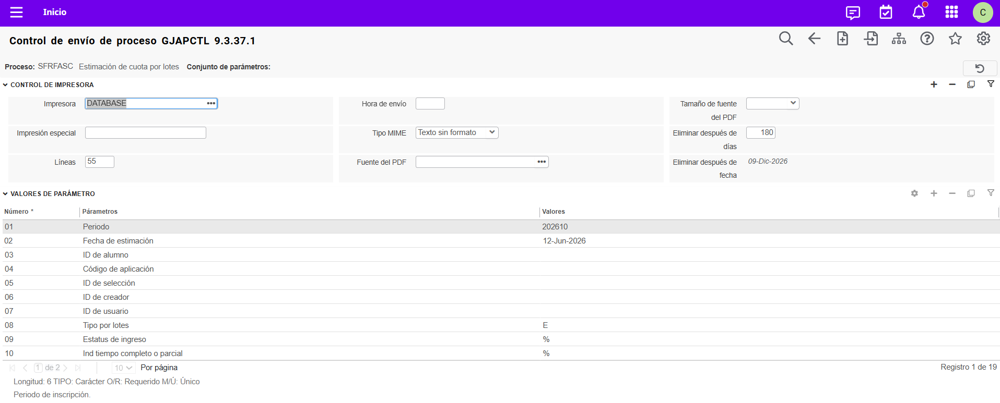 Inicio
C
Control de envío de proceso GJAPCTL 9.3.37.1
Proceso: SFRFASC Estimación de cuota por lotes Conjunto de parámetros:
CONTROL DE IMPRESORA
Impresora DATABASE ••• Hora de envío Tamaño de fuente del PDF
Impresión especial Tipo MIME Texto sin formato Eliminar después de días 180
Líneas 55 Fuente del PDF ••• Eliminar después de fecha 09-Dic-2026
VALORES DE PARÁMETRO
Número * Párametros Valores
01 Periodo 202610
02 Fecha de estimación 12-Jun-2026
03 ID de alumno
04 Código de aplicación
05 ID de selección
06 ID de creador
07 ID de usuario
08 Tipo por lotes E
09 Estatus de ingreso %
10 Ind tiempo completo o parcial %
1 de 2 10 Por página Registro 1 de 19
Longitud: 6 TIPO: Carácter O/R: Requerido M/Ú: Único
Periodo de inscripción.